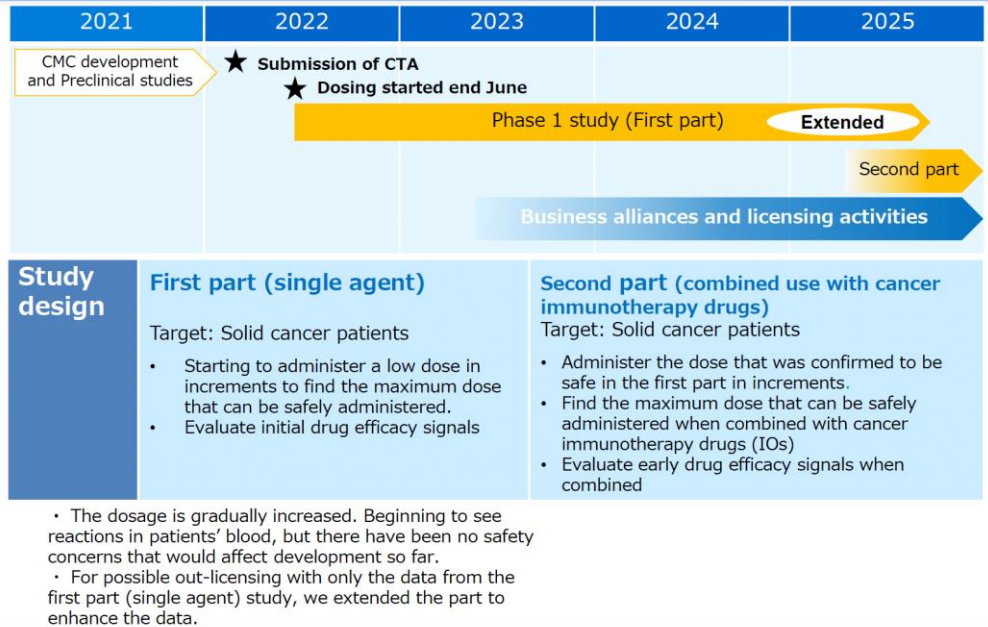 2021 2022 2023 2024 2025
CMC development
and Preclinical studies
★ Submission of CTA
★ Dosing started end June
Phase 1 study (First part) Extended
Second part
Business alliances and licensing activities
Study
design
First part (single agent)
Target: Solid cancer patients
• Starting to administer a low dose in
increments to find the maximum dose
that can be safely administered.
• Evaluate initial drug efficacy signals
Second part (combined use with cancer
immunotherapy drugs)
Target: Solid cancer patients
• Administer the dose that was confirmed to be
safe in the first part in increments.
• Find the maximum dose that can be safely
administered when combined with cancer
immunotherapy drugs (IOs)
• Evaluate early drug efficacy signals when
combined
・ The dosage is gradually increased. Beginning to see
reactions in patients’ blood, but there have been no safety
concerns that would affect development so far.
・ For possible out-licensing with only the data from the
first part (single agent) study, we extended the part to
enhance the data.